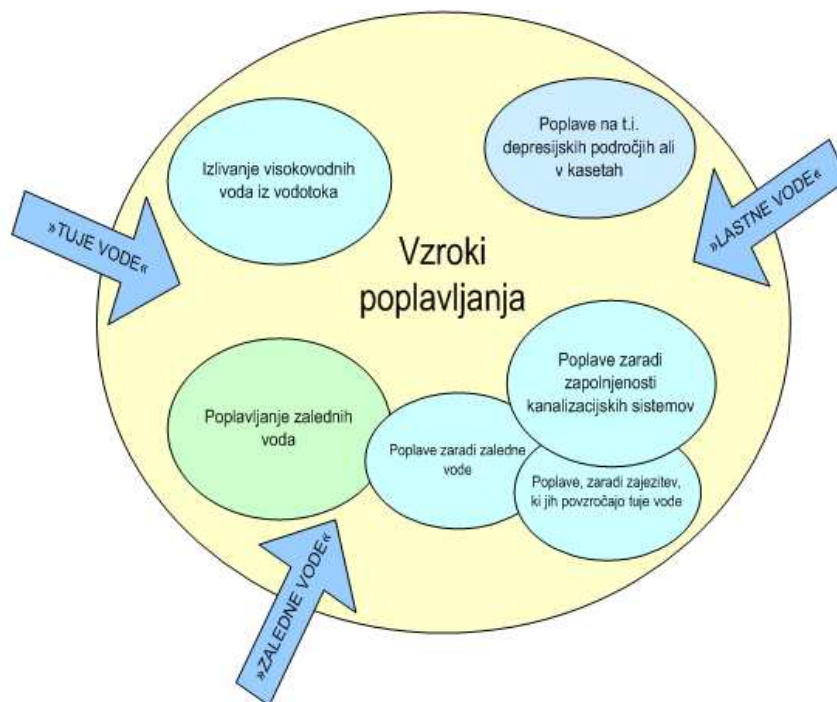 Izlivanje visokovodnih
voda iz vodotoka
Poplave na t.i.
depresijskih področjih ali
v kasetah
»TUJE VODE«
»LASTNE VODE«
Vzroki
poplavljanja
Poplavljanje zalednih
voda
Poplave zaradi zaledne
vode
Poplave zaradi
zapolnjenosti
kanalizacijskih sistemov
Poplave, zaradi zajezitev,
ki jih povzročajo tuje vode
»ZALEDNE VODE«